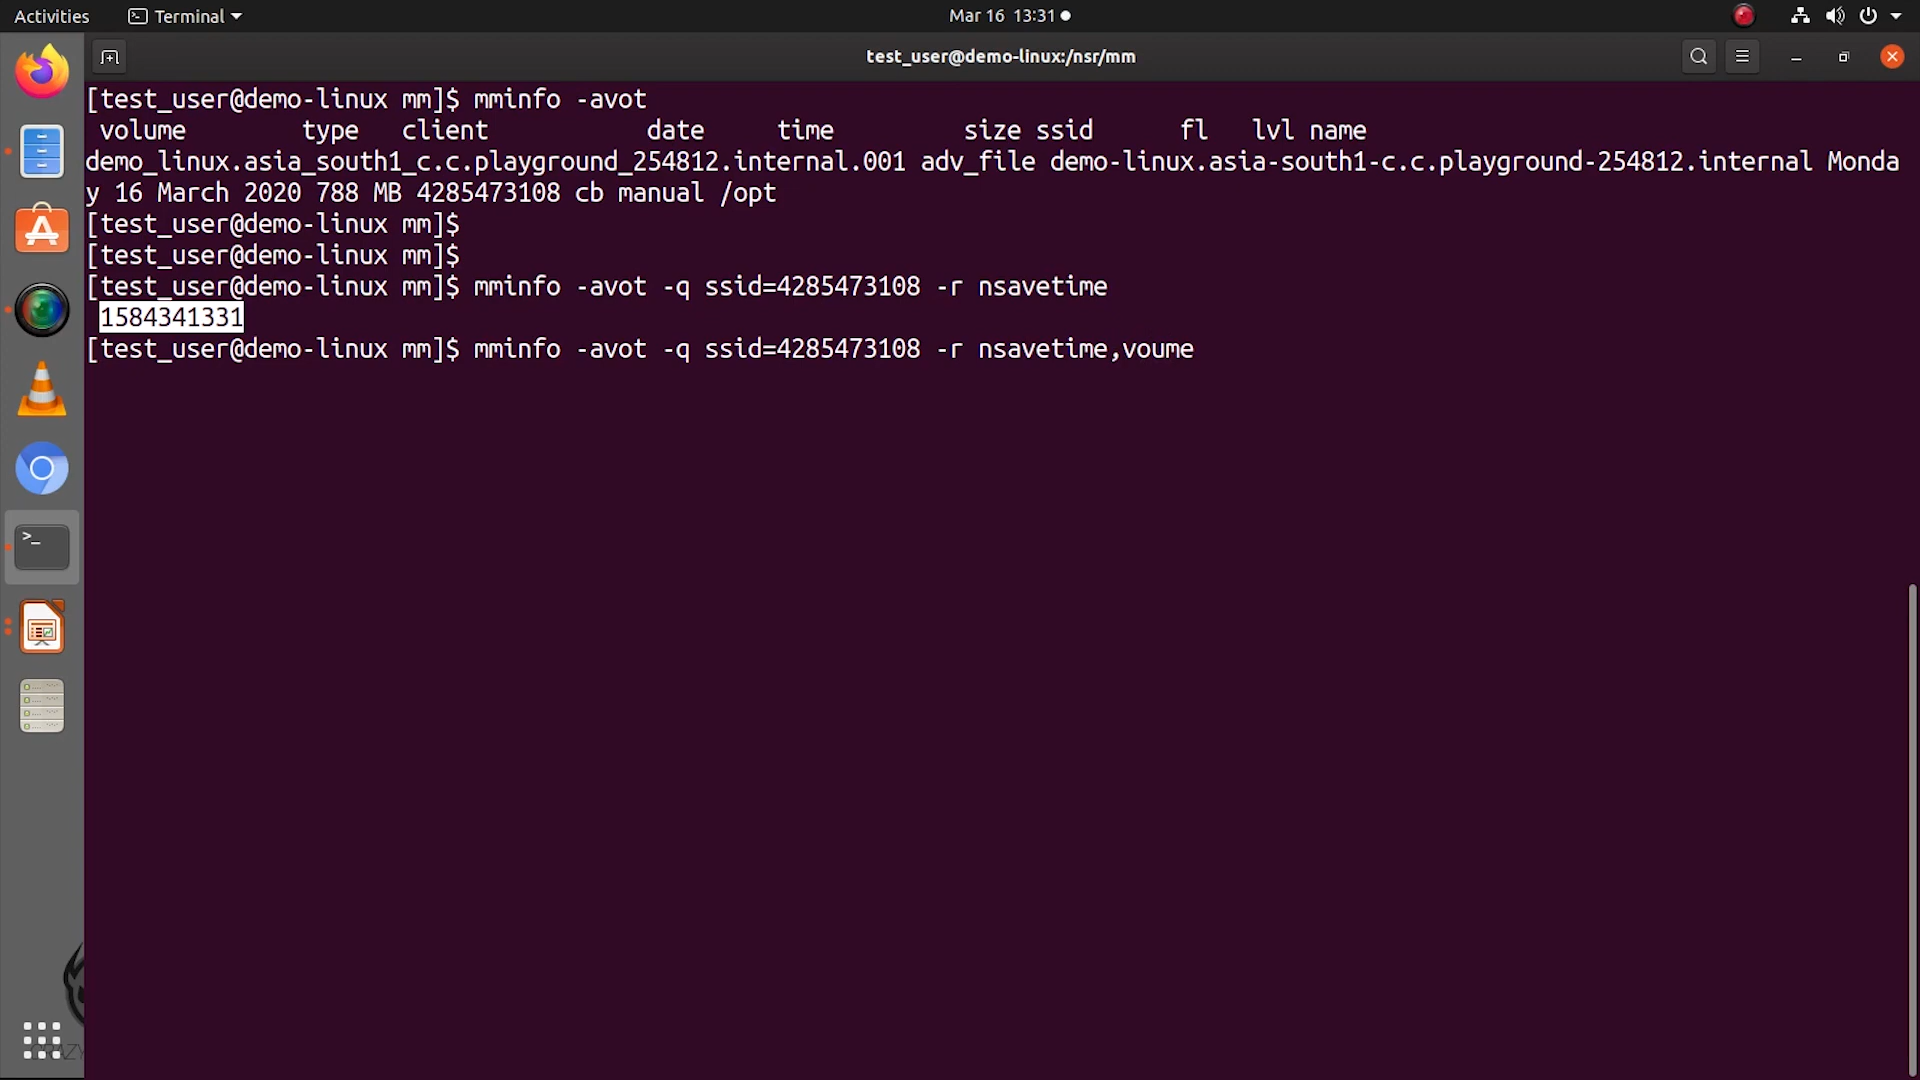 Activities
Terminal
Mar 16 13:31
test_user@demo-linux:/nsr/mm
[test_user@demo-linux mm]$ mminfo -avot
volume type client date time size ssid fl lvl name
demo_linux.asia_south1_c.c.playground_254812.internal.001 adv_file demo-linux.asia-south1-c.c.playground-254812.internal Monda
y 16 March 2020 788 MB 4285473108 cb manual /opt
[test_user@demo-linux mm]$
[test_user@demo-linux mm]$
[test_user@demo-linux mm]$ mminfo -avot -q ssid=4285473108 -r nsavetime
1584341331
[test_user@demo-linux mm]$ mminfo -avot -q ssid=4285473108 -r nsavetime,voume